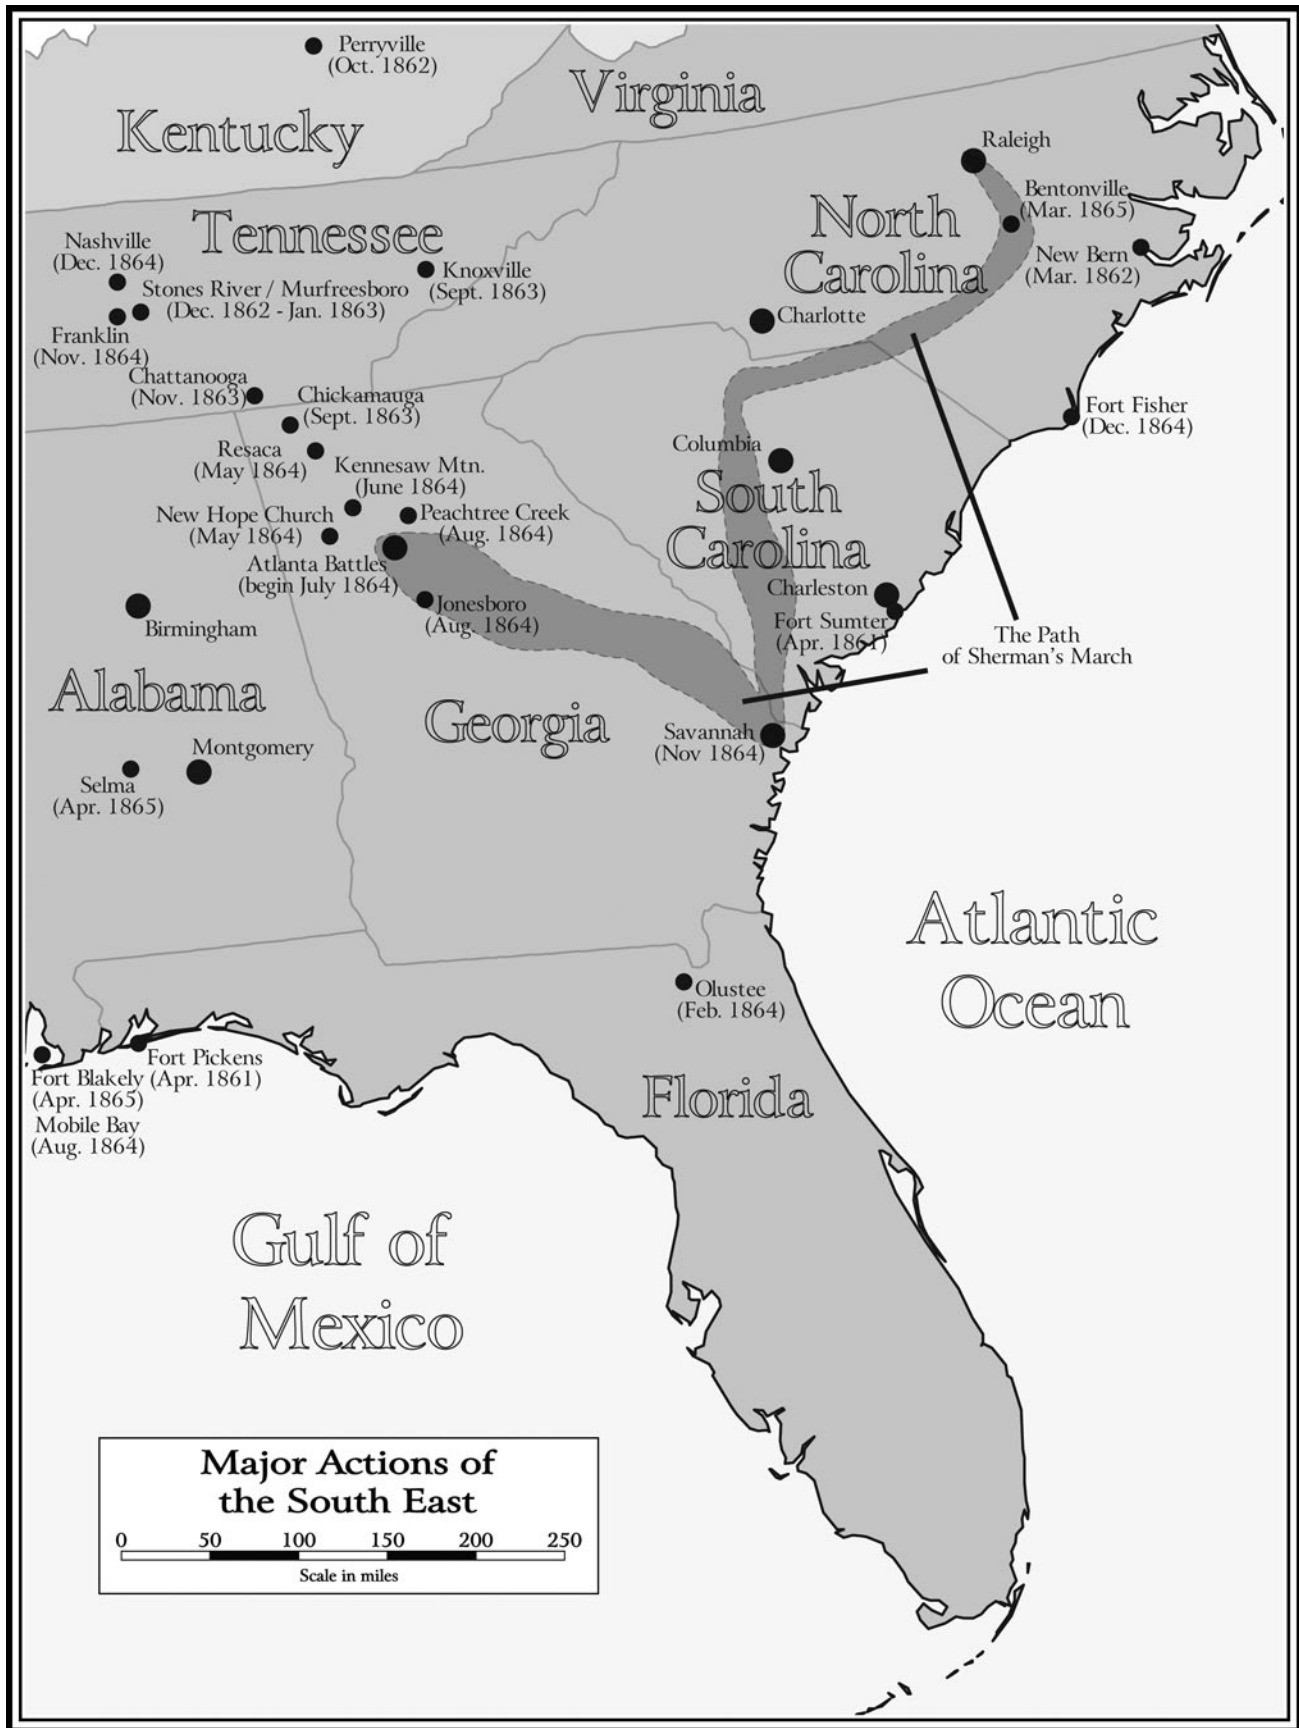 Perryville
(Oct. 1862)
Virginia
Kentucky
Raleigh
Bentonville
(Mar. 1865)
North
Carolina
Tennessee
Nashville
(Dec. 1864)
New Bern
(Mar. 1862)
Knoxville
(Sept. 1863)
Stones River / Murfreesboro
(Dec. 1862 - Jan. 1863)
Charlotte
Franklin
(Nov. 1864)
Chattanooga
(Nov. 1863)
Chickamauga
(Sept. 1863)
Fort Fisher
(Dec. 1864)
Resaca
(May 1864)
Columbia
Kennesaw Mtn.
(June 1864)
South
Carolina
New Hope Church
(May 1864)
Peachtree Creek
(Aug. 1864)
Atlanta Battles
(begin July 1864)
Charleston
Jonesboro
(Aug. 1864)
Fort Sumter
(Apr. 1861)
Birmingham
The Path
of Sherman's March
Alabama
Georgia
Savannah
(Nov 1864)
Montgomery
Selma
(Apr. 1865)
Atlantic
Ocean
Olustee
(Feb. 1864)
Fort Pickens
(Apr. 1861)
Fort Blakely
(Apr. 1865)
Mobile Bay
(Aug. 1864)
Florida
Gulf of
Mexico
Major Actions of
the South East
0 50 100 150 200 250
Scale in miles